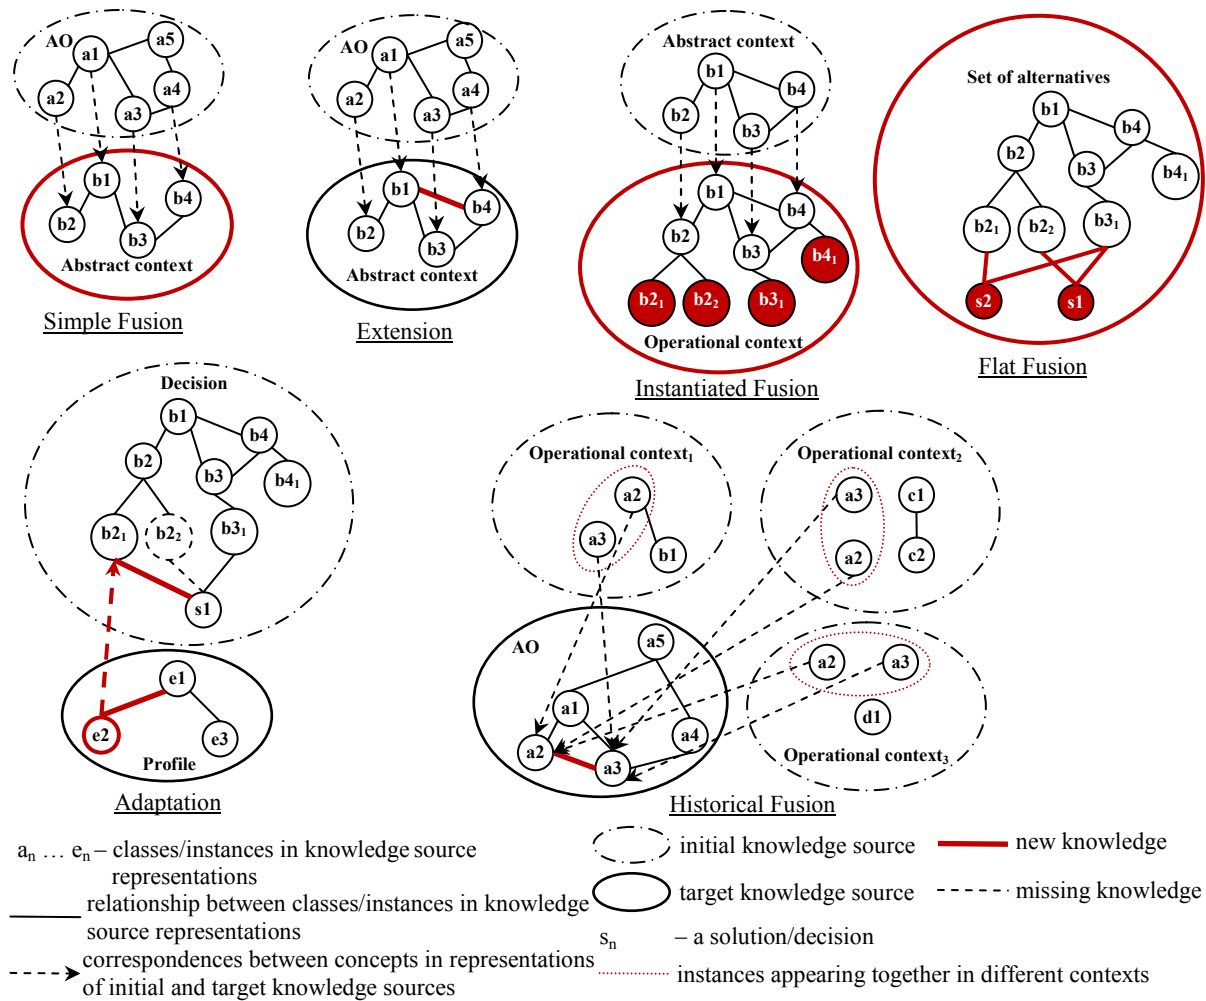 AO
a1
a5
a2
a3
a4
b1
b2
b3
b4
Abstract context
Simple Fusion
AO
a1
a5
a2
a3
a4
b1
b2
b3
b4
Abstract context
Extension
Abstract context
b1
b2
b3
b4
b1
b2
b3
b4
b4₁
b2₁
b2₂
b3₁
Operational context
Instantiated Fusion
Set of alternatives
b1
b2
b3
b4
b4₁
b2₁
b2₂
b3₁
s2
s1
Flat Fusion
Decision
b1
b2
b3
b4
b4₁
b2₁
b2₂
b3₁
s1
e1
e2
e3
Profile
Adaptation
Operational context₁
a2
a3
b1
Operational context₂
a3
c1
a2
c2
AO
a5
a1
a2
a3
a4
a2
a3
d1
Operational context₃
Historical Fusion
aₙ … eₙ – classes/instances in knowledge source
representations
relationship between classes/instances in knowledge
source representations
correspondences between concepts in representations
of initial and target knowledge sources
initial knowledge source
new knowledge
target knowledge source
missing knowledge
sₙ – a solution/decision
instances appearing together in different contexts